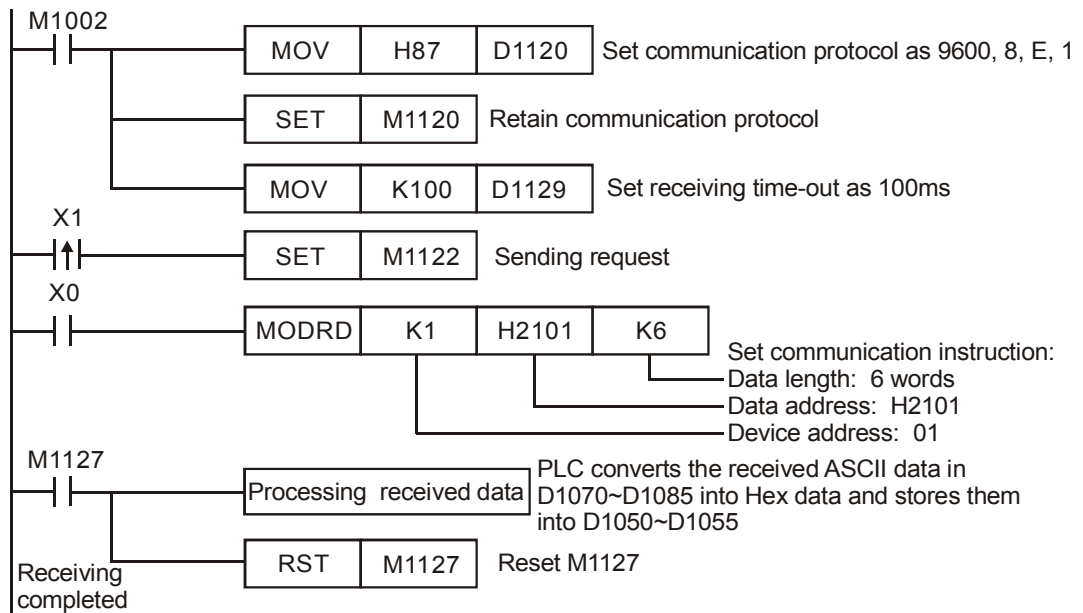 M1002
MOV H87 D1120 Set communication protocol as 9600, 8, E, 1
SET M1120 Retain communication protocol
MOV K100 D1129 Set receiving time-out as 100ms
X1
SET M1122 Sending request
X0
MODRD K1 H2101 K6
Set communication instruction:
Data length: 6 words
Data address: H2101
Device address: 01
M1127
Processing received data
PLC converts the received ASCII data in
D1070~D1085 into Hex data and stores them
into D1050~D1055
RST M1127 Reset M1127
Receiving
completed